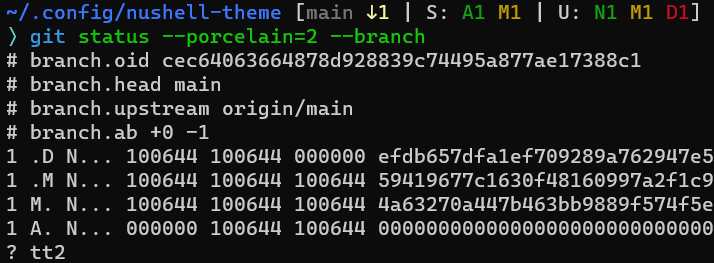 ~/.config/nushell-theme [main ↓1 | S: A1 M1 | U: N1 M1 D1]
❯ git status --porcelain=2 --branch
# branch.oid cec64063664878d928839c74495a877ae17388c1
# branch.head main
# branch.upstream origin/main
# branch.ab +0 -1
1 .D N... 100644 100644 000000 efdb657dfa1ef709289a762947e5
1 .M N... 100644 100644 100644 59419677c1630f48160997a2f1c9
1 M. N... 100644 100644 100644 4a63270a447b463bb9889f574f5e
1 A. N... 000000 100644 100644 0000000000000000000000000000
? tt2